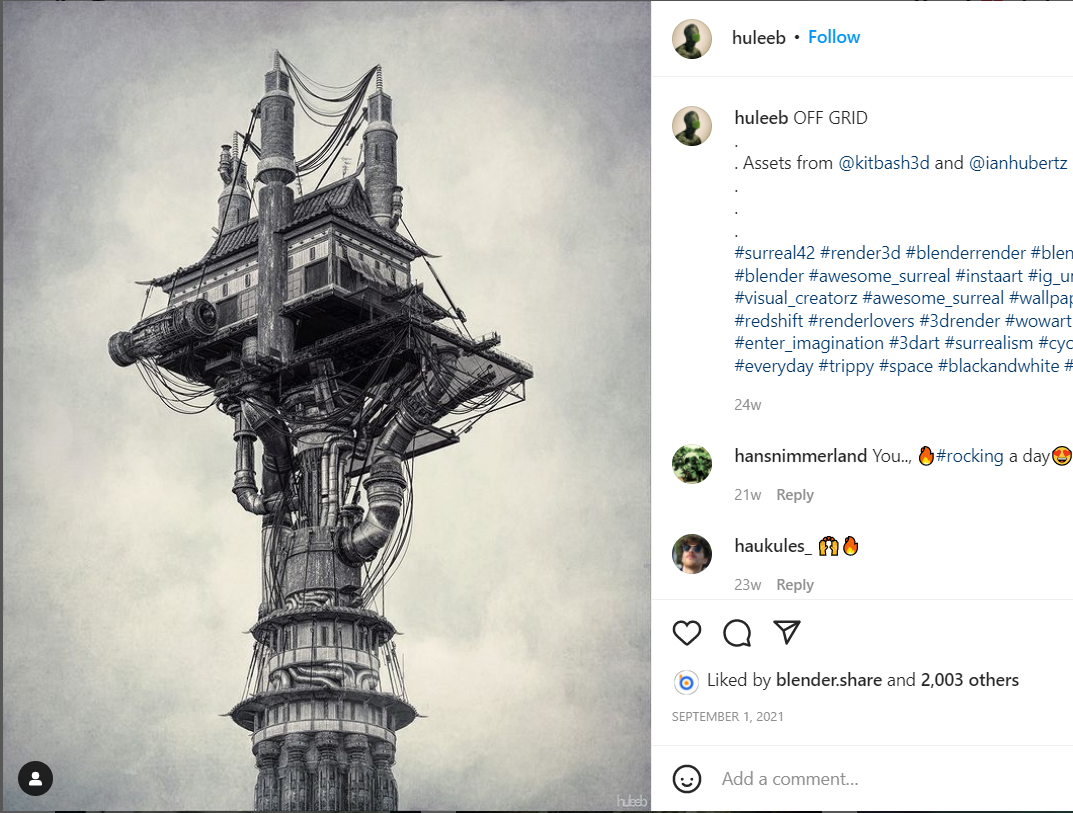 huleeb • Follow
huleeb OFF GRID
.
. Assets from @kitbash3d and @ianhubertz
.
.
.
#surreal42 #render3d #blenderrender
#blender #awesome_surreal #instaart
#visual_creatorz #awesome_surreal
#redshift #renderlovers #3drender #wowart
#enter_imagination #3dart #surrealism
#everyday #trippy #space #blackandwhite #
24w
hansnimmerland You.., 🔥#rocking a day😍
21w Reply
haukules_ 🙌🔥
23w Reply
Liked by blender.share and 2,003 others
SEPTEMBER 1, 2021
Add a comment...
huleeb